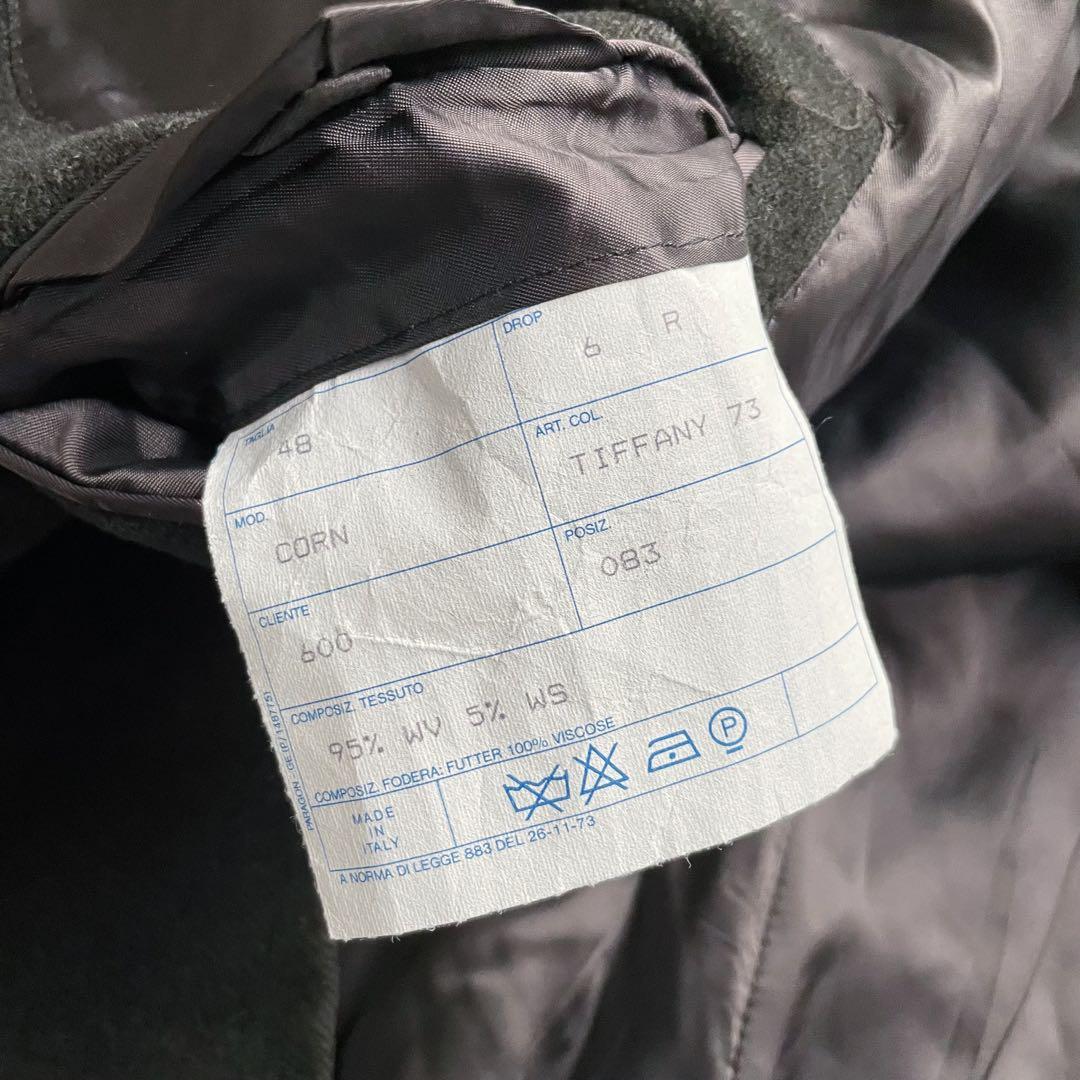 TAGLIA
48
DROP
6 R
MOD.
CORN
ART. COL.
TIFFANY 73
CLIENTE
600
POSIZ.
083
COMPOSIZ. TESSUTO
95% WV 5% WS
COMPOSIZ. FODERA: FUTTER 100% VISCOSE
MADE
IN
ITALY
P
A NORMA DI LEGGE 883 DEL 26-11-73
PARAGON